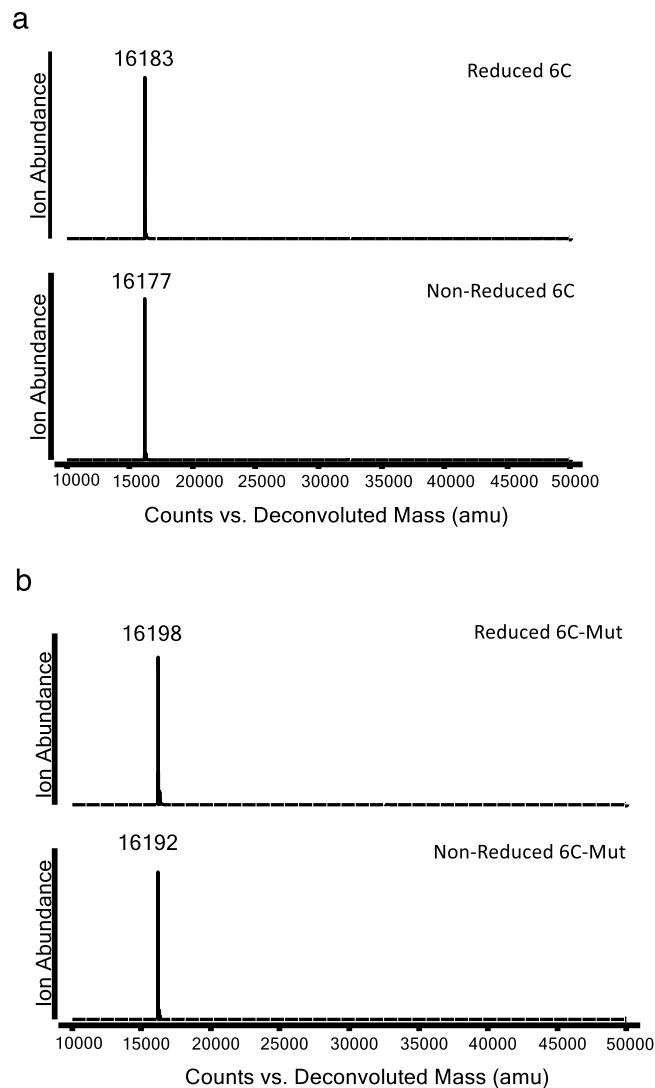 a
16183
Reduced 6C
Ion Abundance
16177
Non-Reduced 6C
Ion Abundance
10000 15000 20000 25000 30000 35000 40000 45000 50000
Counts vs. Deconvoluted Mass (amu)
b
16198
Reduced 6C-Mut
Ion Abundance
16192
Non-Reduced 6C-Mut
Ion Abundance
10000 15000 20000 25000 30000 35000 40000 45000 50000
Counts vs. Deconvoluted Mass (amu)